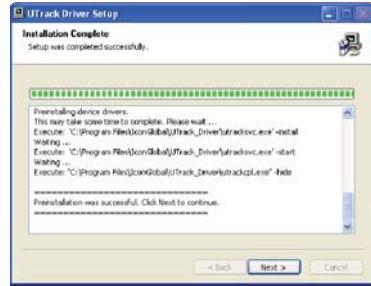 UTrack Driver Setup
Installation Complete
Setup was completed successfully.
Preinstalling device drivers.
This may take some time to complete. Please wait ...
Execute: 'C:\Program Files\IconGlobal\UTrack_Driver\utracksvc.exe' -install
Waiting ...
Execute: 'C:\Program Files\IconGlobal\UTrack_Driver\utracksvc.exe' -start
Waiting ...
Execute: "C:\Program Files\IconGlobal\UTrack_Driver\utrackcpl.exe" -hide
================================
Preinstallation was successful. Click Next to continue.
================================
< Back
Next >
Cancel